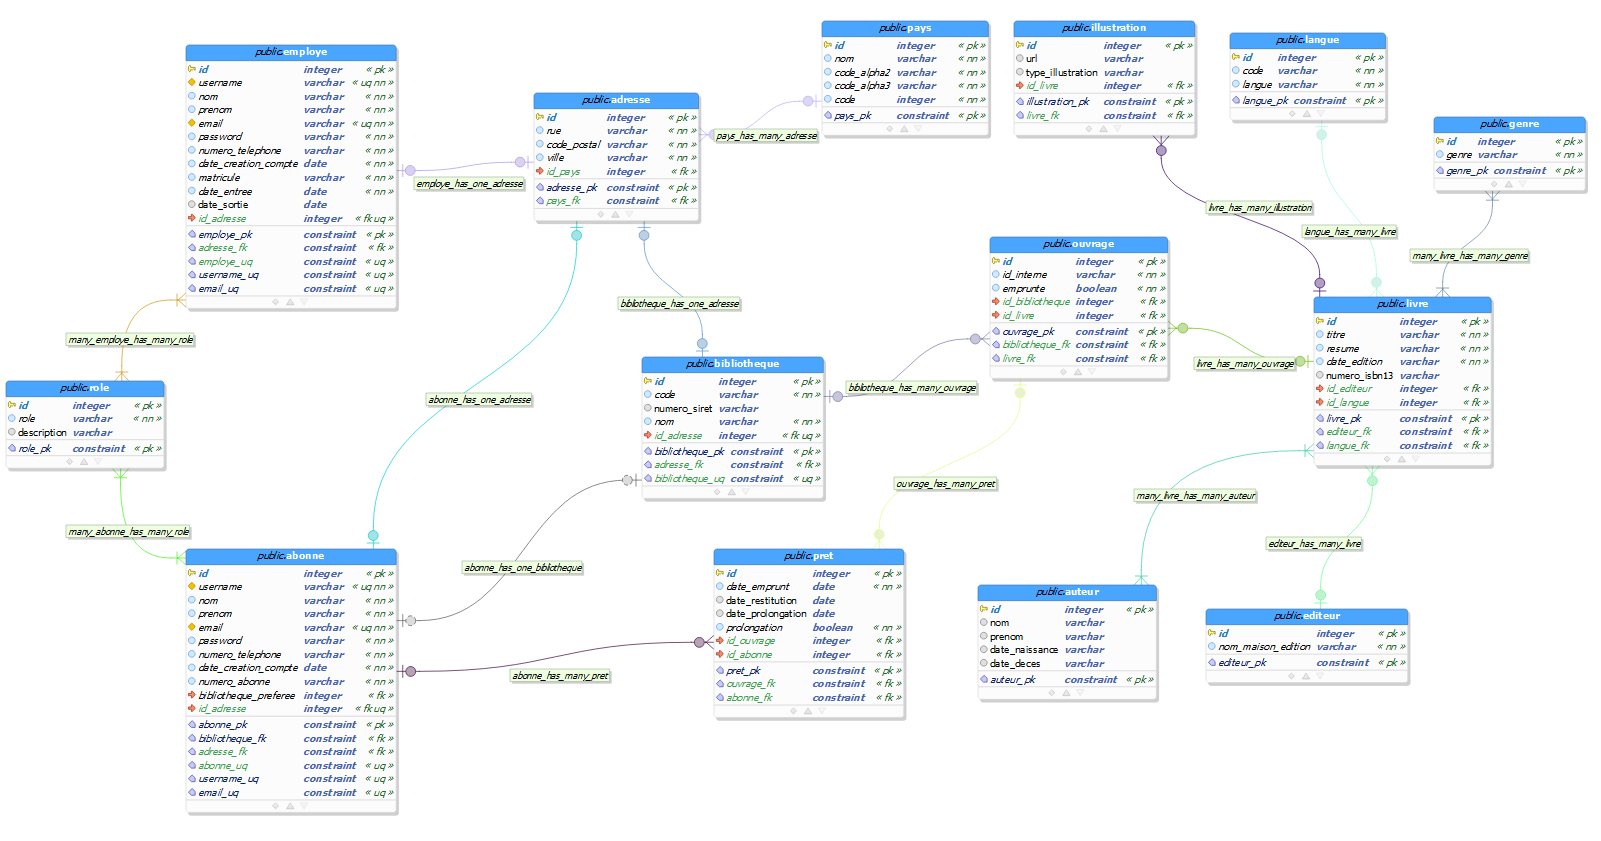 public.employe
id integer « pk »
username varchar « uq nn »
nom varchar « nn »
prenom varchar « nn »
email varchar « uq nn »
password varchar « nn »
numero_telephone varchar « nn »
date_creation_compte date « nn »
matricule varchar « nn »
date_entree date « nn »
date_sortie date
id_adresse integer « fk uq »
employe_pk constraint « pk »
adresse_fk constraint « fk »
employe_uq constraint « uq »
username_uq constraint « uq »
email_uq constraint « uq »
public.adresse
id integer « pk »
rue varchar « nn »
code_postal varchar « nn »
ville varchar « nn »
id_pays integer « fk »
adresse_pk constraint « pk »
pays_fk constraint « fk »
public.pays
id integer « pk »
nom varchar « nn »
code_alpha2 varchar « nn »
code_alpha3 varchar « nn »
code integer « nn »
pays_pk constraint « pk »
public.illustration
id integer « pk »
url varchar
type_illustration varchar
id_livre integer « fk »
illustration_pk constraint « pk »
livre_fk constraint « fk »
public.langue
id integer « pk »
code varchar « nn »
langue varchar « nn »
langue_pk constraint « pk »
public.genre
id integer « pk »
genre varchar « nn »
genre_pk constraint « pk »
pays_has_many_adresse
employe_has_one_adresse
livre_has_many_illustration
langue_has_many_livre
many_livre_has_many_genre
public.ouvrage
id integer « pk »
id_interne varchar « nn »
emprunte boolean « nn »
id_bibliotheque integer « fk »
id_livre integer « fk »
ouvrage_pk constraint « pk »
bibliotheque_fk constraint « fk »
livre_fk constraint « fk »
public.livre
id integer « pk »
titre varchar « nn »
resume varchar « nn »
date_edition varchar « nn »
numero_isbn13 varchar
id_editeur integer « fk »
id_langue integer « fk »
livre_pk constraint « pk »
editeur_fk constraint « fk »
langue_fk constraint « fk »
bibliotheque_has_one_adresse
many_employe_has_many_role
livre_has_many_ouvrage
public.bibliotheque
id integer « pk »
code varchar « nn »
numero_siret varchar
nom varchar « nn »
id_adresse integer « fk uq »
bibliotheque_pk constraint « pk »
adresse_fk constraint « fk »
bibliotheque_uq constraint « uq »
bibliotheque_has_many_ouvrage
public.role
id integer « pk »
role varchar « nn »
description varchar
role_pk constraint « pk »
abonne_has_one_adresse
ouvrage_has_many_pret
many_livre_has_many_auteur
many_abonne_has_many_role
editeur_has_many_livre
abonne_has_one_bibliotheque
public.abonne
id integer « pk »
username varchar « uq nn »
nom varchar « nn »
prenom varchar « nn »
email varchar « uq nn »
password varchar « nn »
numero_telephone varchar « nn »
date_creation_compte date « nn »
numero_abonne varchar « nn »
bibliotheque_preferee integer « fk »
id_adresse integer « fk uq »
abonne_pk constraint « pk »
bibliotheque_fk constraint « fk »
adresse_fk constraint « fk »
abonne_uq constraint « uq »
username_uq constraint « uq »
email_uq constraint « uq »
public.pret
id integer « pk »
date_emprunt date « nn »
date_restitution date
date_prolongation date
prolongation boolean « nn »
id_ouvrage integer « fk »
id_abonne integer « fk »
pret_pk constraint « pk »
ouvrage_fk constraint « fk »
abonne_fk constraint « fk »
abonne_has_many_pret
public.auteur
id integer « pk »
nom varchar
prenom varchar
date_naissance varchar
date_deces varchar
auteur_pk constraint « pk »
public.editeur
id integer « pk »
nom_maison_edition varchar « nn »
editeur_pk constraint « pk »